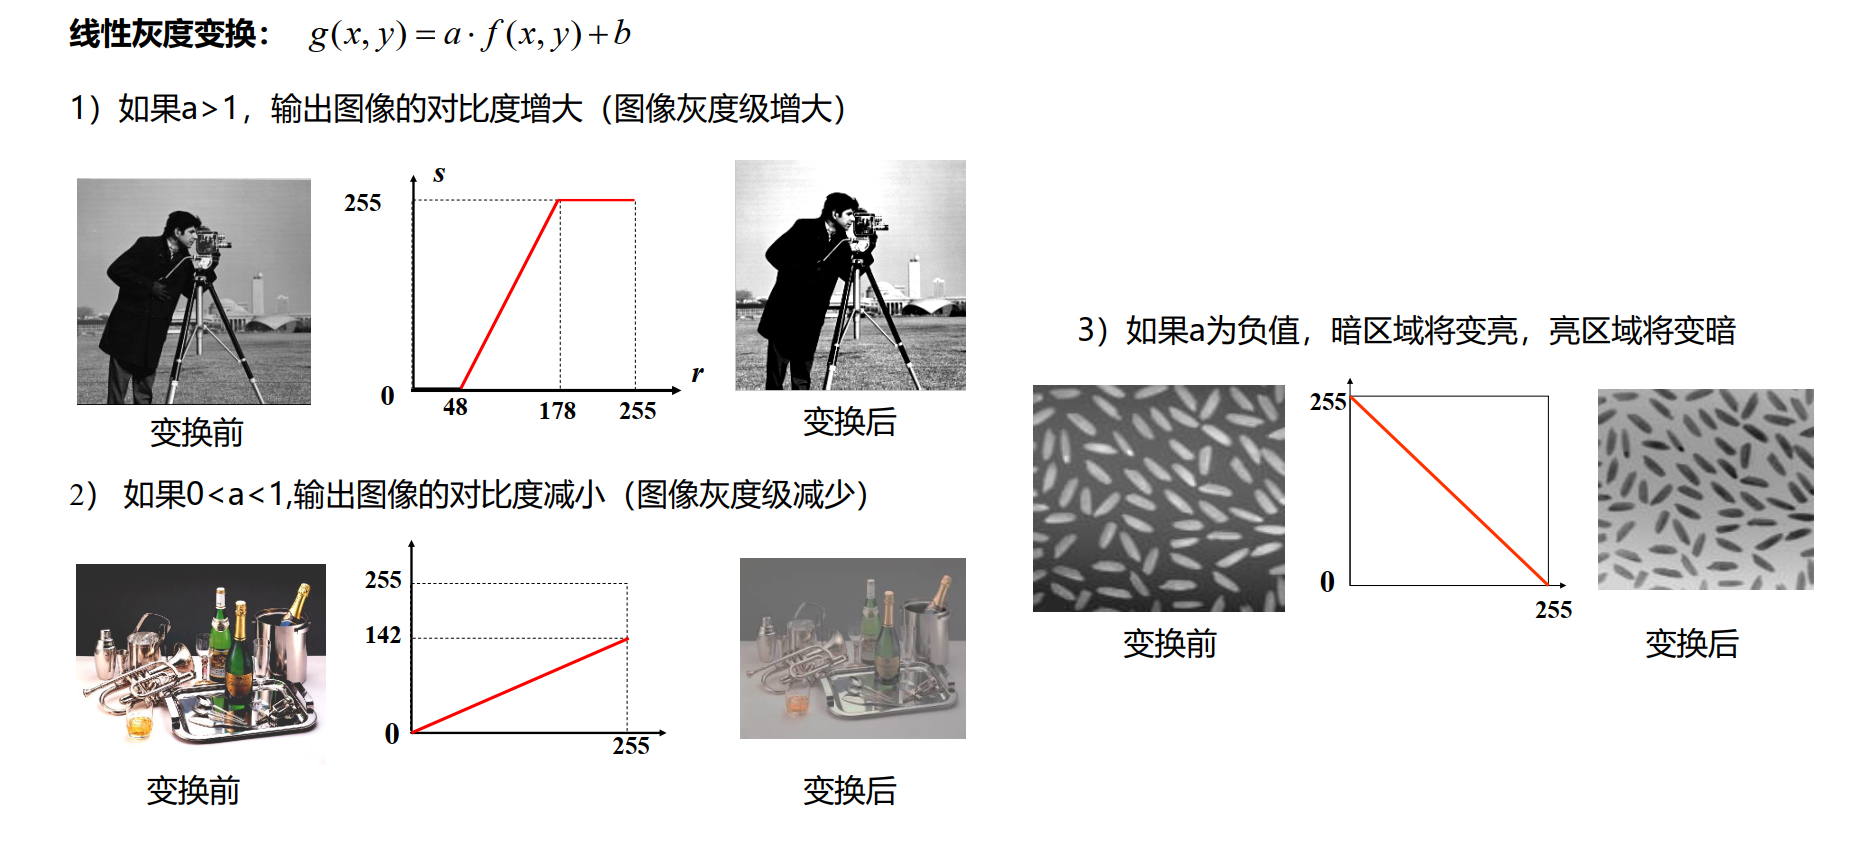 线性灰度变换： g(x, y) = a · f (x, y) + b
1）如果a>1，输出图像的对比度增大（图像灰度级增大）
s
255
0
48
178
255
r
变换前
变换后
2） 如果0<a<1,输出图像的对比度减小（图像灰度级减少）
255
142
0
255
变换前
变换后
3）如果a为负值，暗区域将变亮，亮区域将变暗
255
0
255
变换前
变换后